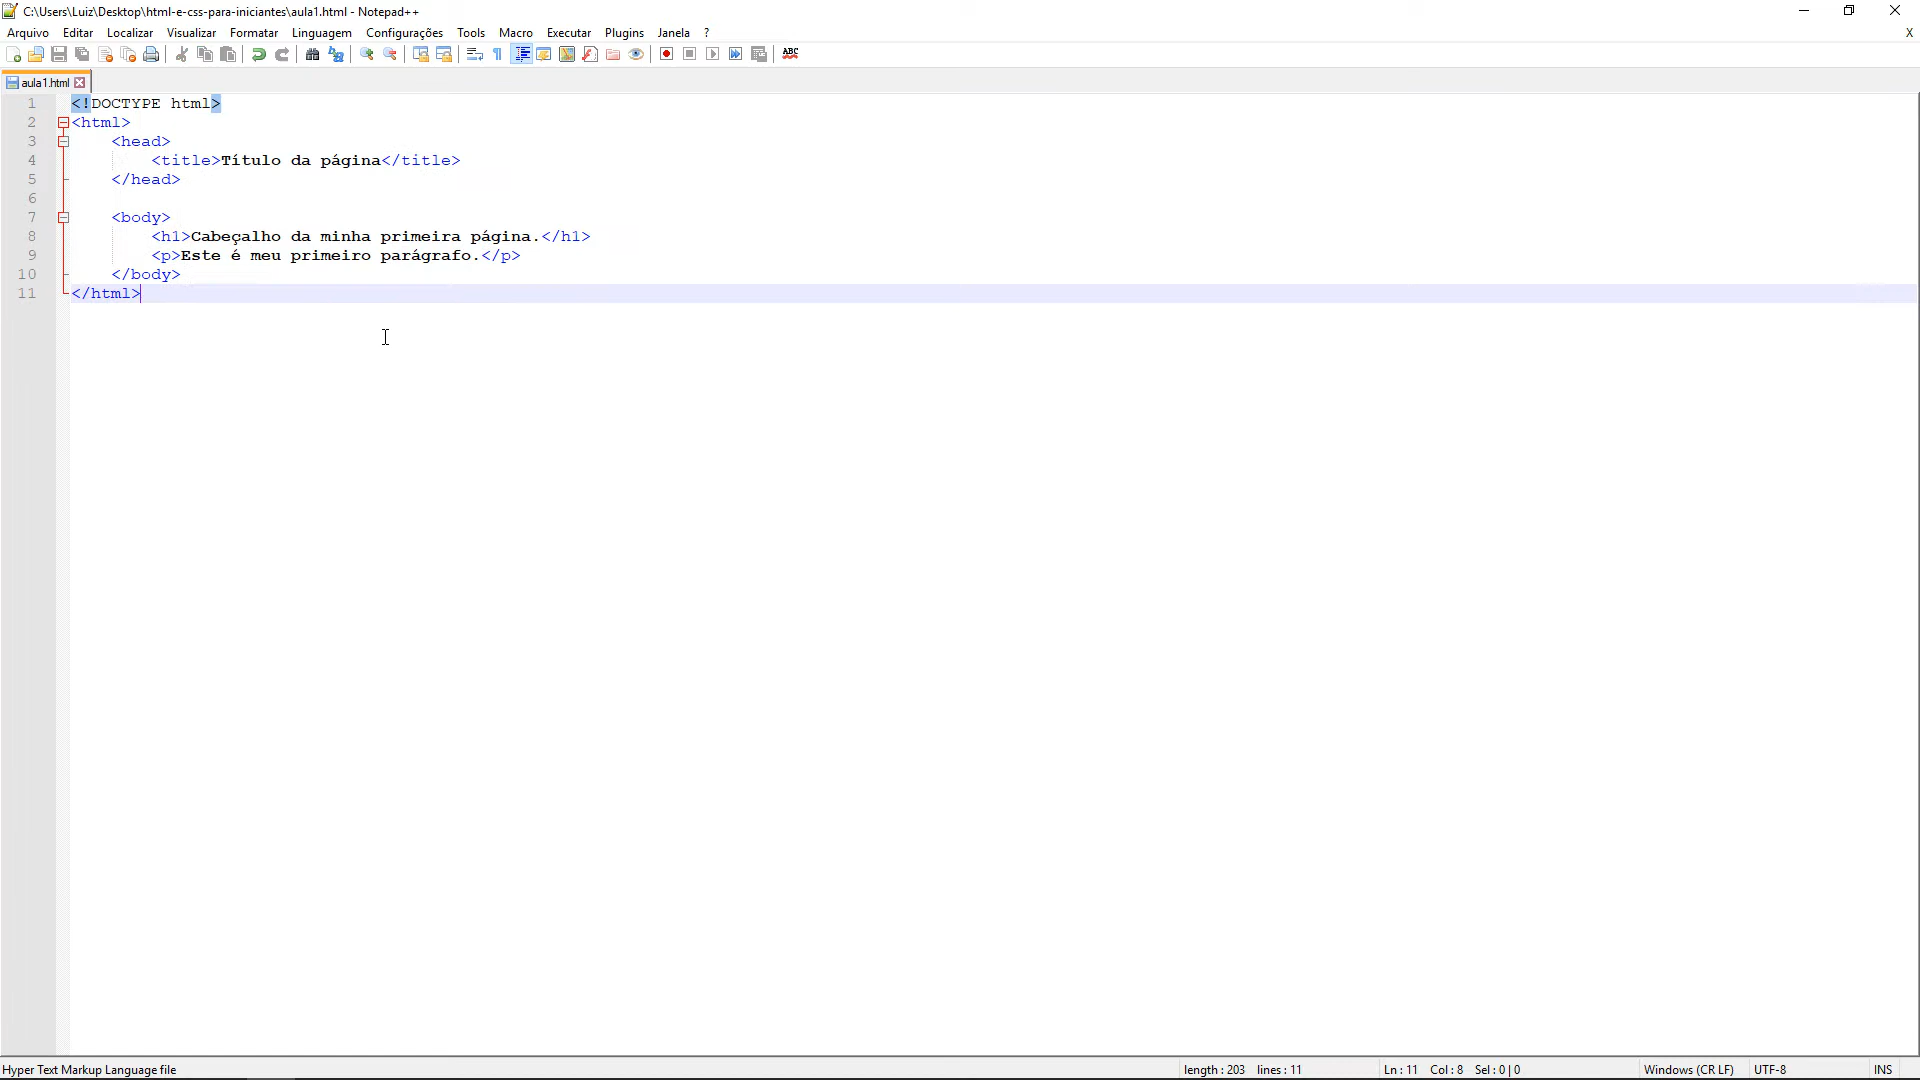 C:\Users\Luiz\Desktop\html-e-css-para-iniciantes\aula1.html - Notepad++
Arquivo Editar Localizar Visualizar Formatar Linguagem Configurações Tools Macro Executar Plugins Janela ? X
ABC
aula1.html
1 <!DOCTYPE html>
2 <html>
3 <head>
4 <title>Título da página</title>
5 </head>
6
7 <body>
8 <h1>Cabeçalho da minha primeira página.</h1>
9 <p>Este é meu primeiro parágrafo.</p>
10 </body>
11 </html>
Hyper Text Markup Language file length : 203 lines : 11 Ln : 11 Col : 8 Sel : 0 | 0 Windows (CR LF) UTF-8 INS